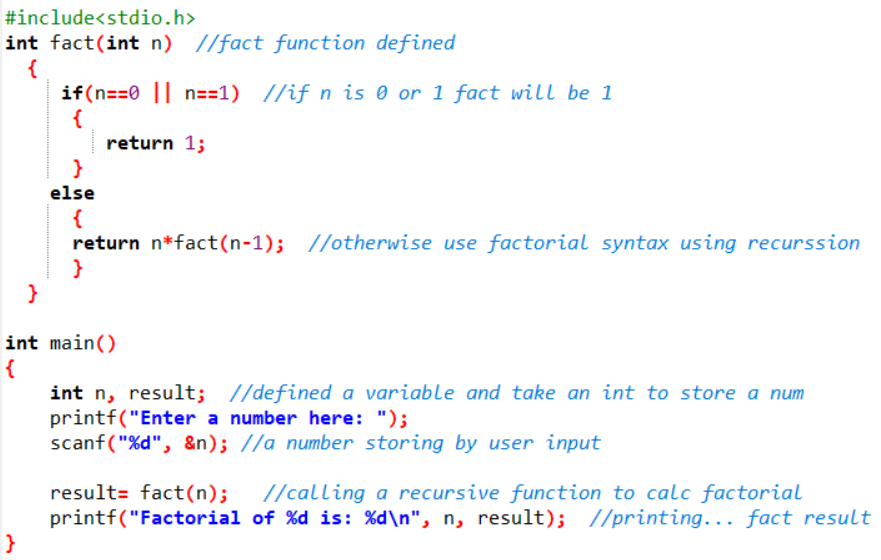 #include<stdio.h>
int fact(int n)  //fact function defined
  {
     if(n==0 || n==1)  //if n is 0 or 1 fact will be 1
      {
         return 1;
      }
    else
      {
      return n*fact(n-1);  //otherwise use factorial syntax using recurssion
      }
  }

int main()
{
    int n, result;  //defined a variable and take an int to store a num
    printf("Enter a number here: ");
    scanf("%d", &n); //a number storing by user input

    result= fact(n);   //calling a recursive function to calc factorial
    printf("Factorial of %d is: %d\n", n, result);  //printing... fact result
}